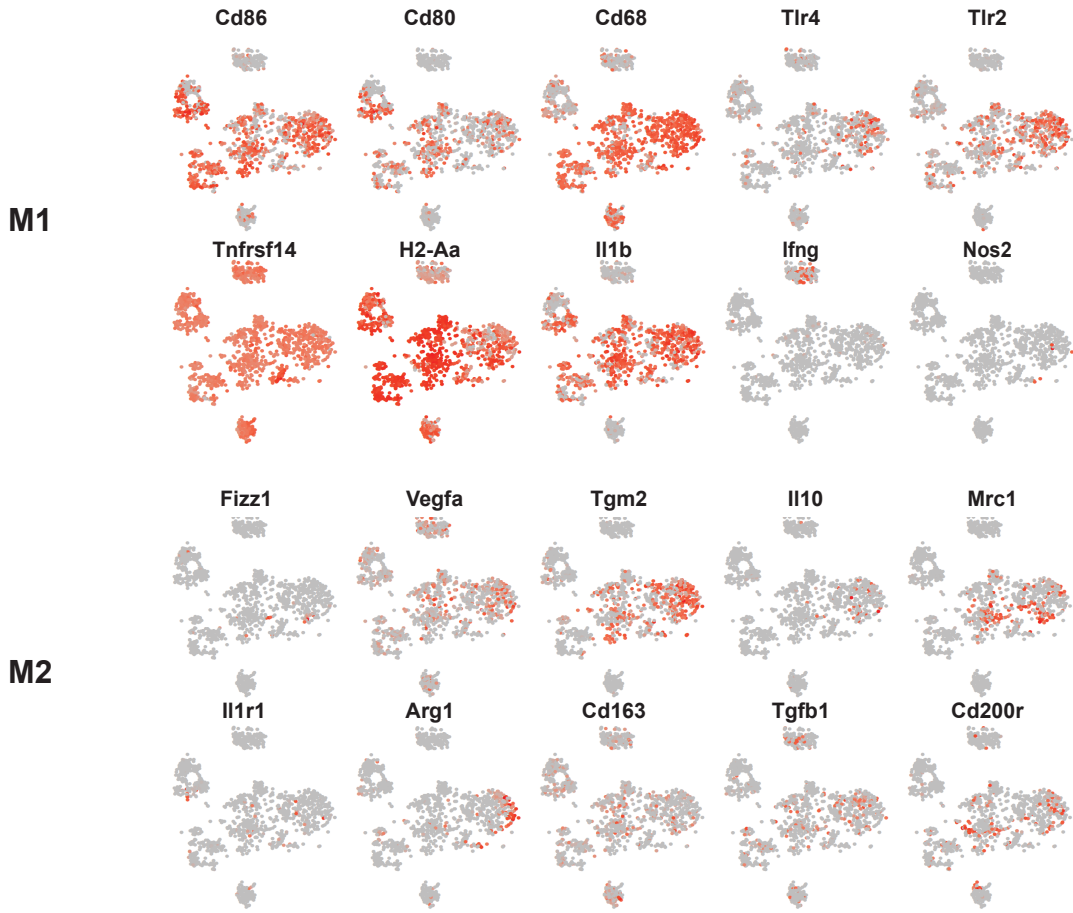 Cd86 Cd80 Cd68 Tlr4 Tlr2
M1
Tnfrsf14 H2-Aa Il1b Ifng Nos2
Fizz1 Vegfa Tgm2 Il10 Mrc1
M2
Il1r1 Arg1 Cd163 Tgfb1 Cd200r